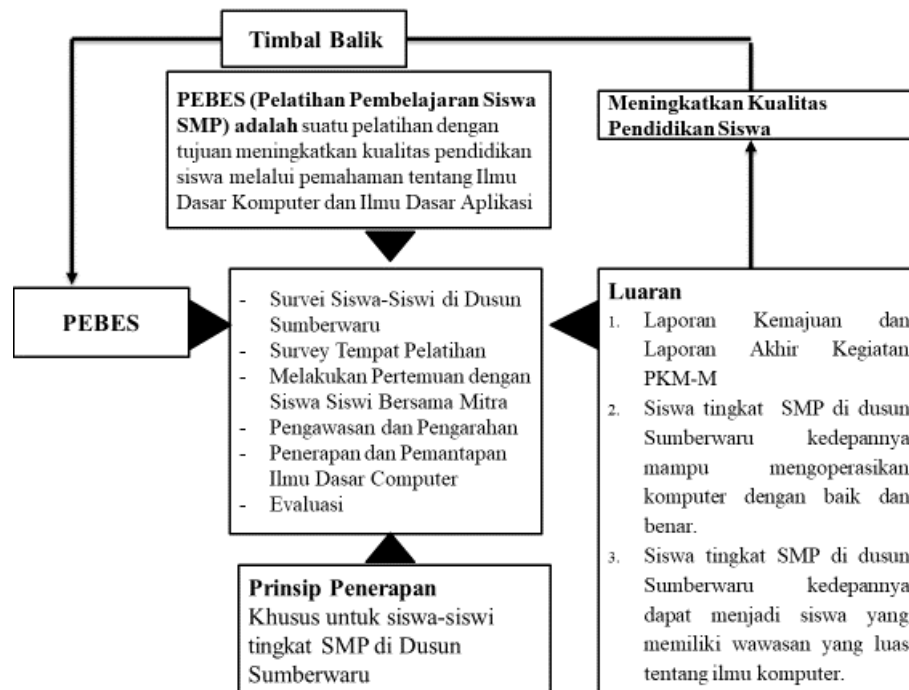 Timbal Balik
PEBES (Pelatihan Pembelajaran Siswa
SMP) adalah suatu pelatihan dengan
tujuan meningkatkan kualitas pendidikan
siswa melalui pemahaman tentang Ilmu
Dasar Komputer dan Ilmu Dasar Aplikasi
Meningkatkan Kualitas
Pendidikan Siswa
PEBES
- Survei Siswa-Siswi di Dusun
Sumberwaru
- Survey Tempat Pelatihan
- Melakukan Pertemuan dengan
Siswa Siswi Bersama Mitra
- Pengawasan dan Pengarahan
- Penerapan dan Pemantapan
Ilmu Dasar Computer
- Evaluasi
Luaran
1. Laporan Kemajuan dan
Laporan Akhir Kegiatan
PKM-M
2. Siswa tingkat SMP di dusun
Sumberwaru kedepannya
mampu mengoperasikan
komputer dengan baik dan
benar.
3. Siswa tingkat SMP di dusun
Sumberwaru kedepannya
dapat menjadi siswa yang
memiliki wawasan yang luas
tentang ilmu komputer.
Prinsip Penerapan
Khusus untuk siswa-siswi
tingkat SMP di Dusun
Sumberwaru